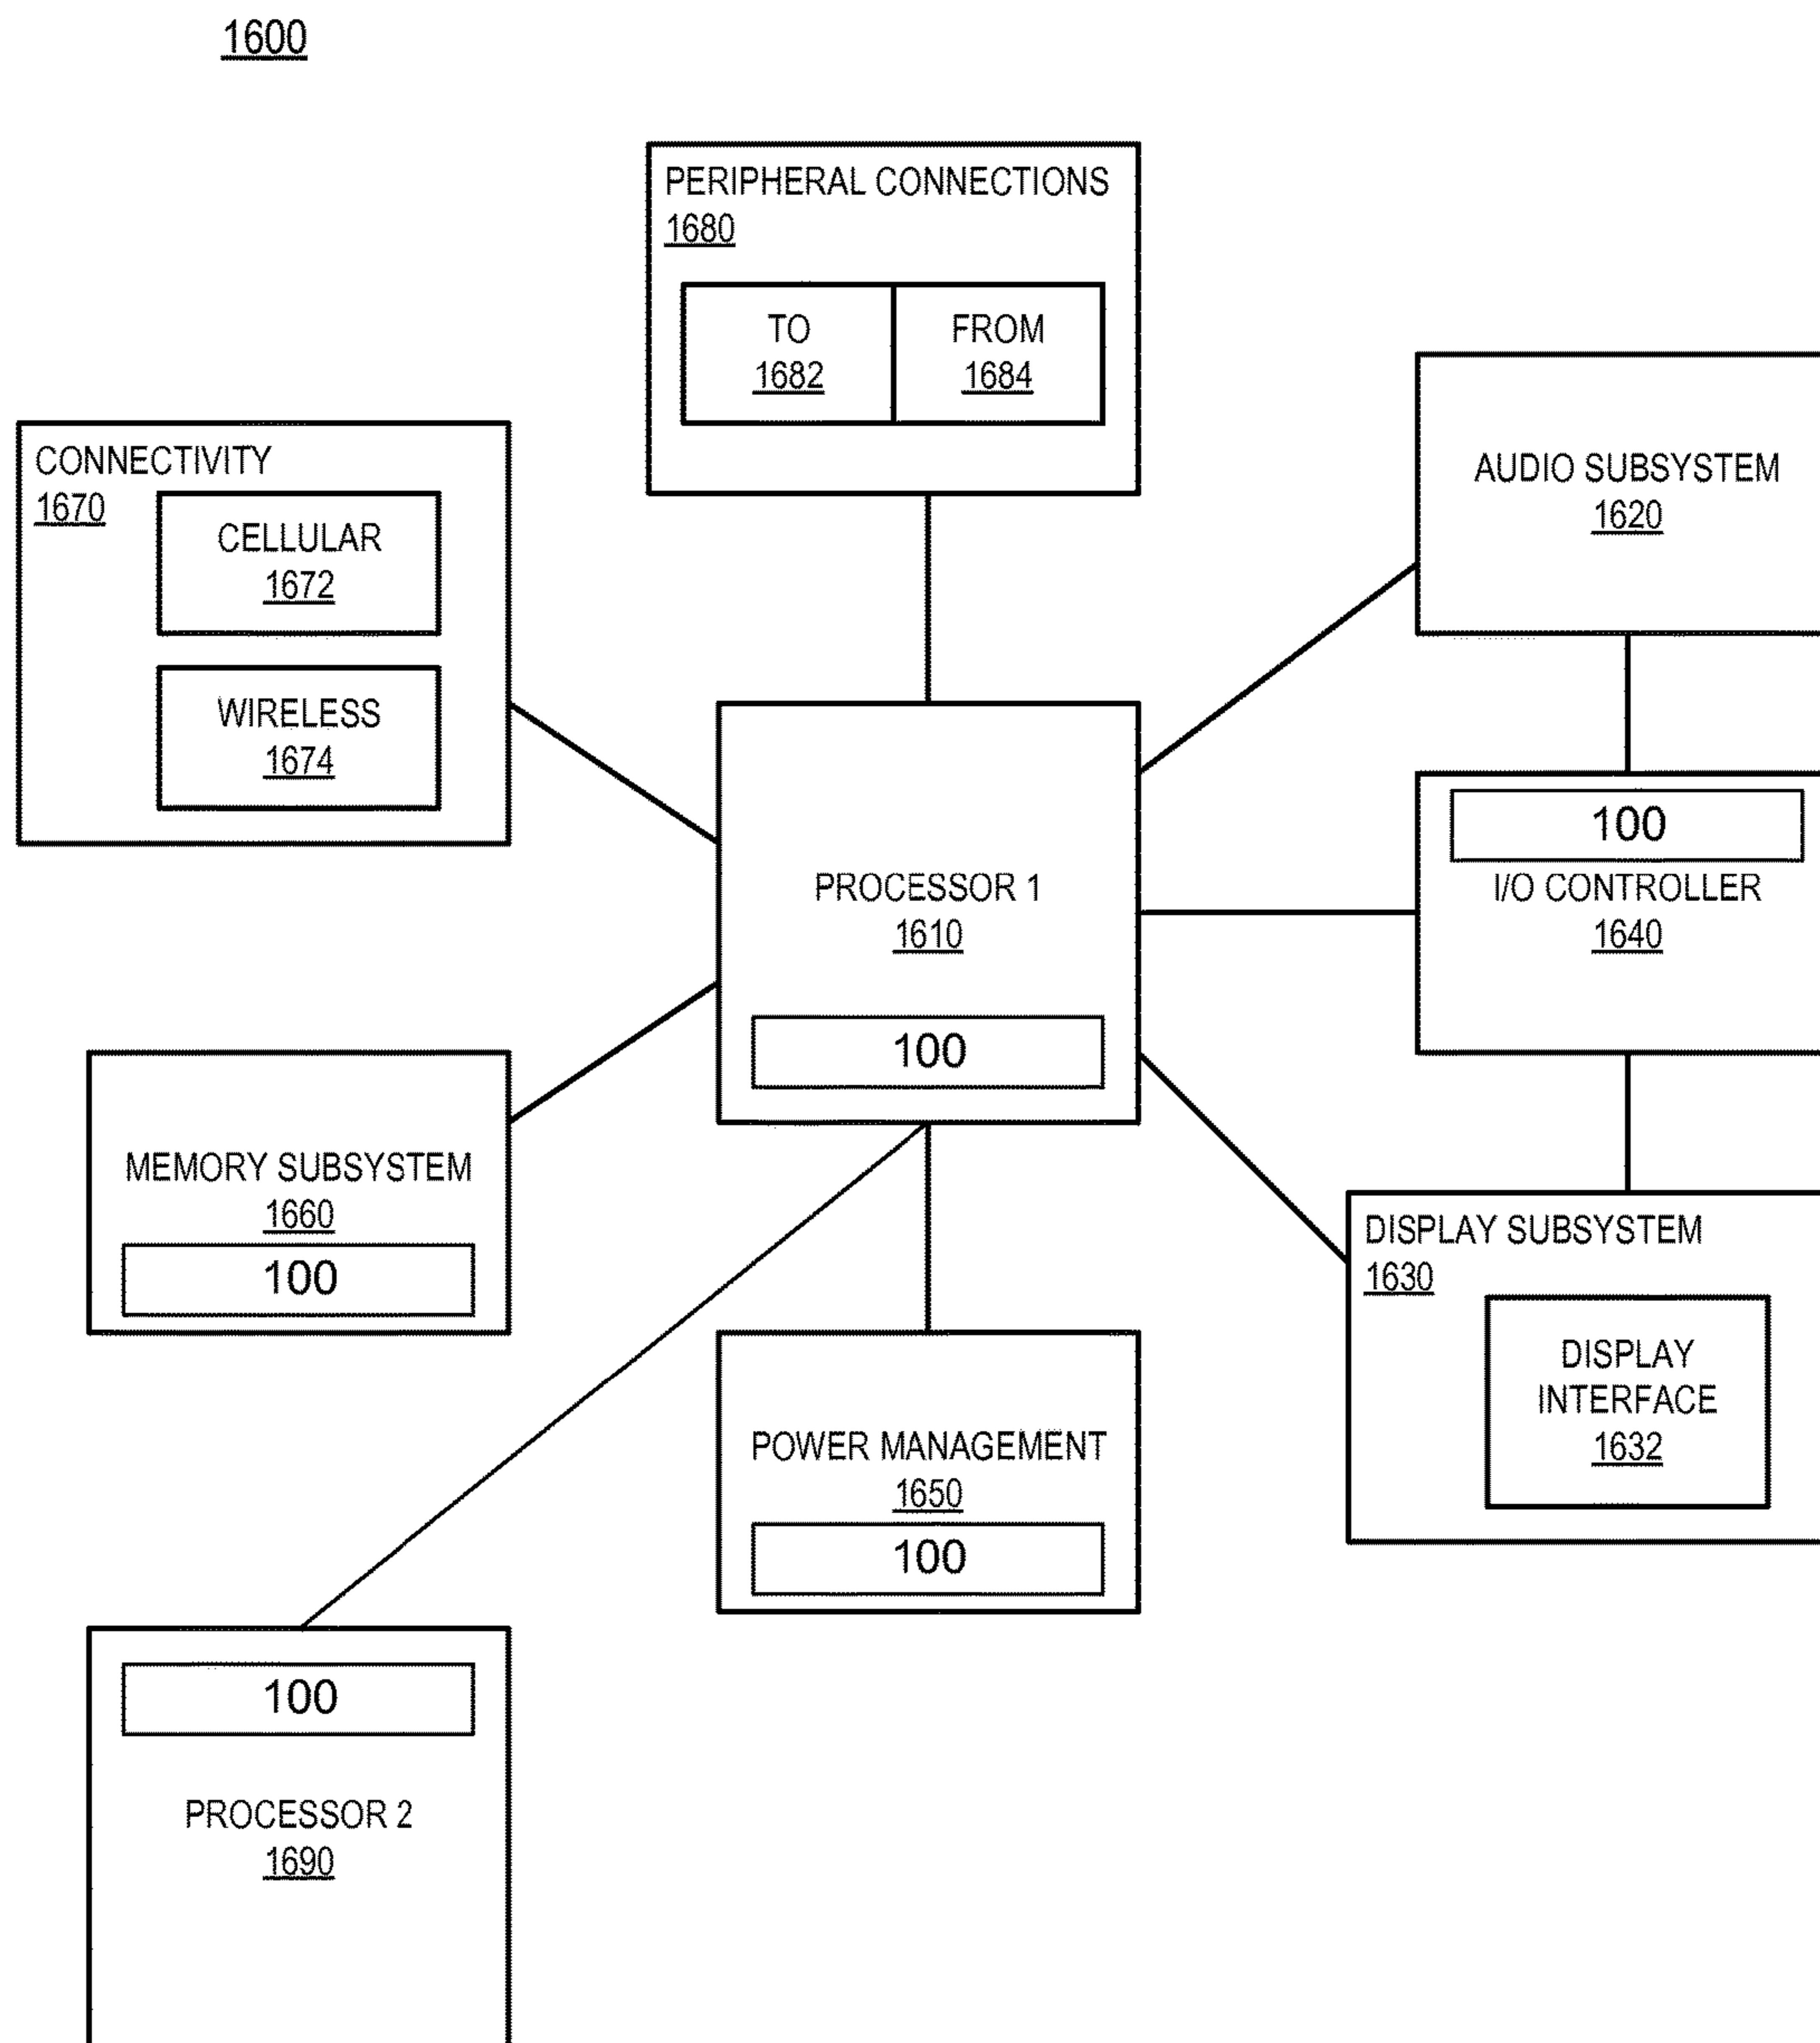 1600
PERIPHERAL CONNECTIONS
1680
TO
1682
FROM
1684
CONNECTIVITY
1670
CELLULAR
1672
WIRELESS
1674
AUDIO SUBSYSTEM
1620
PROCESSOR 1
1610
100
100
I/O CONTROLLER
1640
MEMORY SUBSYSTEM
1660
100
DISPLAY SUBSYSTEM
1630
DISPLAY
INTERFACE
1632
POWER MANAGEMENT
1650
100
100
PROCESSOR 2
1690